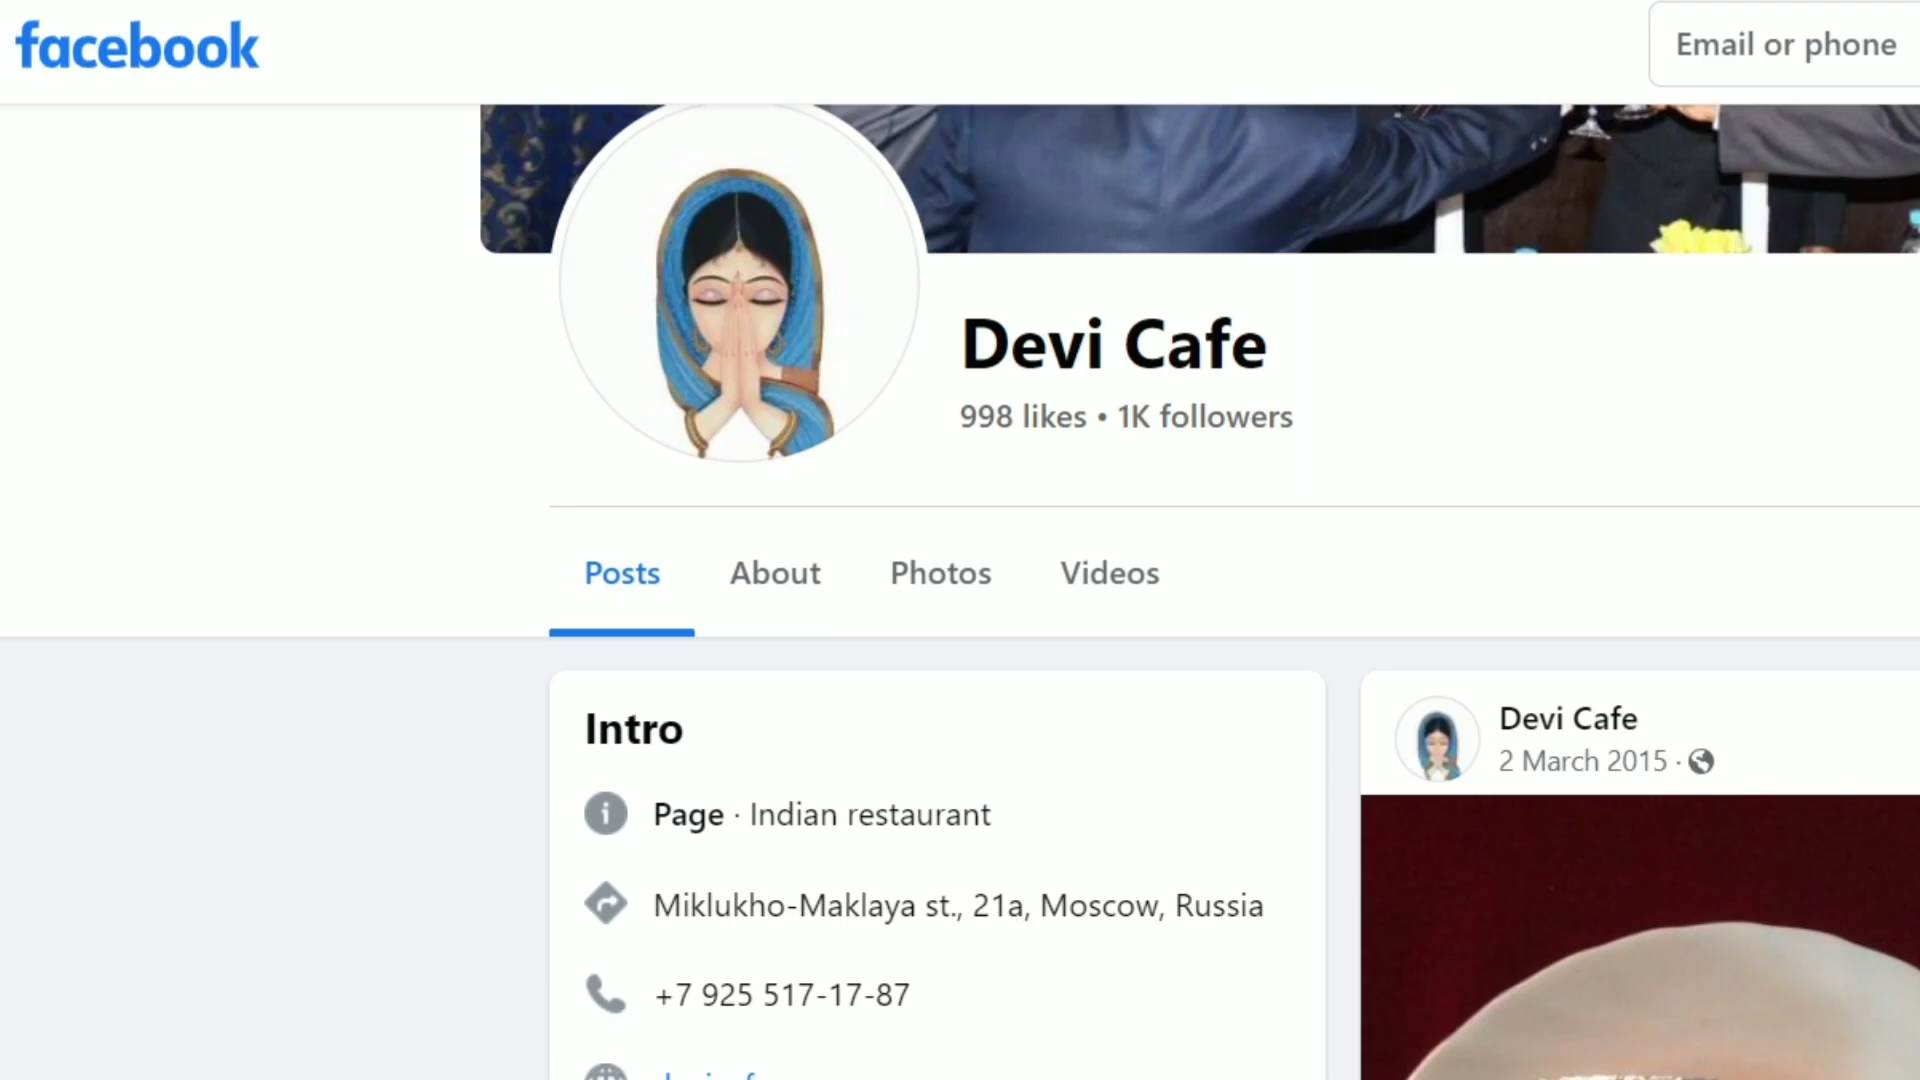 facebook
Email or phone
Devi Cafe
998 likes • 1K followers
Posts
About
Photos
Videos
Intro
Page · Indian restaurant
Miklukho-Maklaya st., 21a, Moscow, Russia
+7 925 517-17-87
Devi Cafe
2 March 2015 ·